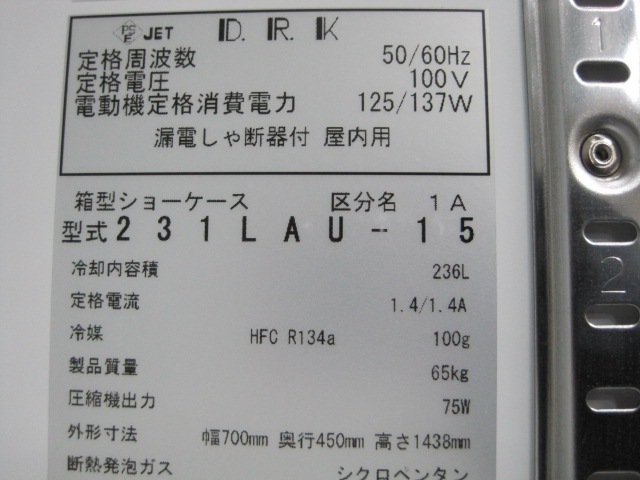 PS E JET D. R. K
定格周波数 50/60Hz
定格電圧 100V
電動機定格消費電力 125/137W
漏電しゃ断器付 屋内用
箱型ショーケース 区分名 1A
型式 231LAU-15
冷却内容積 236L
定格電流 1.4/1.4A
冷媒 HFC R134a 100g
製品質量 65kg
圧縮機出力 75W
外形寸法 幅700mm 奥行450mm 高さ1438mm
断熱発泡ガス シクロペンタン
1
2